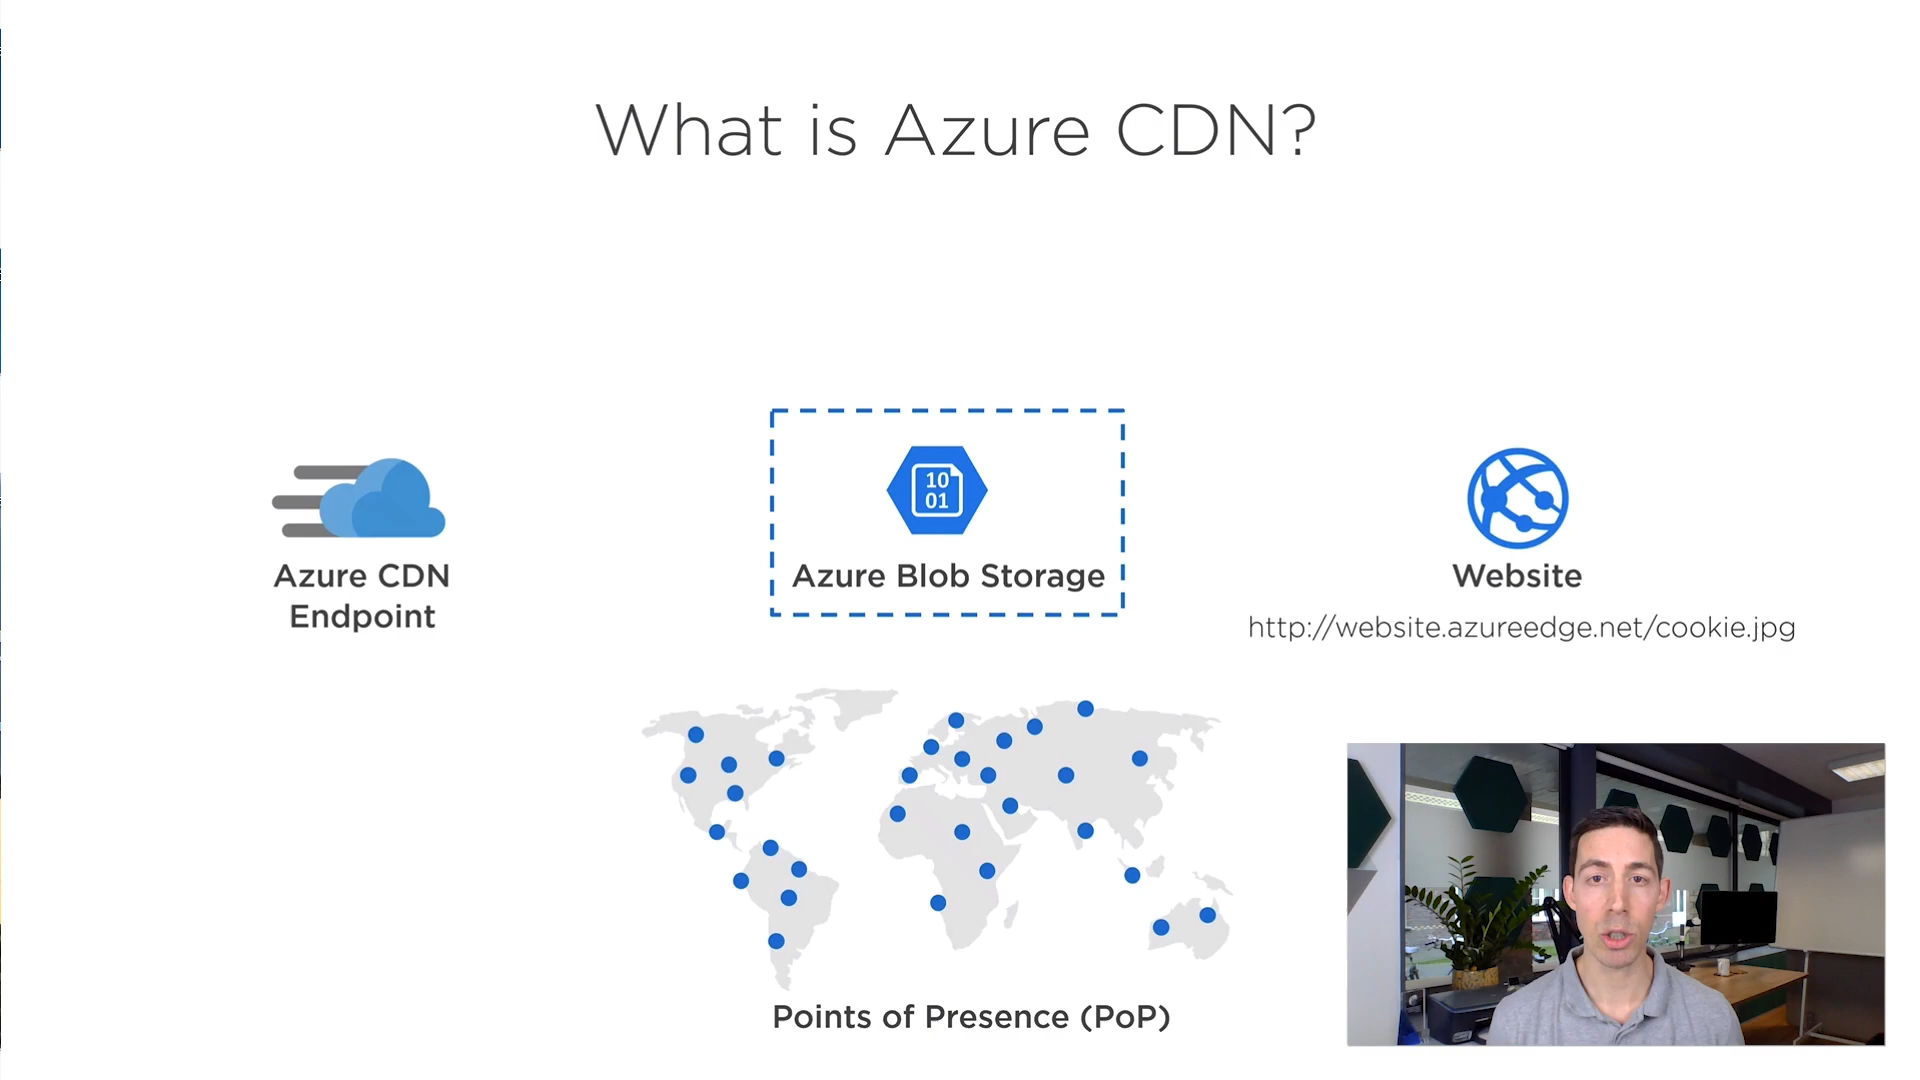 What is Azure CDN?
10
01
Azure CDN
Endpoint
Azure Blob Storage
Website
http://website.azureedge.net/cookie.jpg
Points of Presence (PoP)